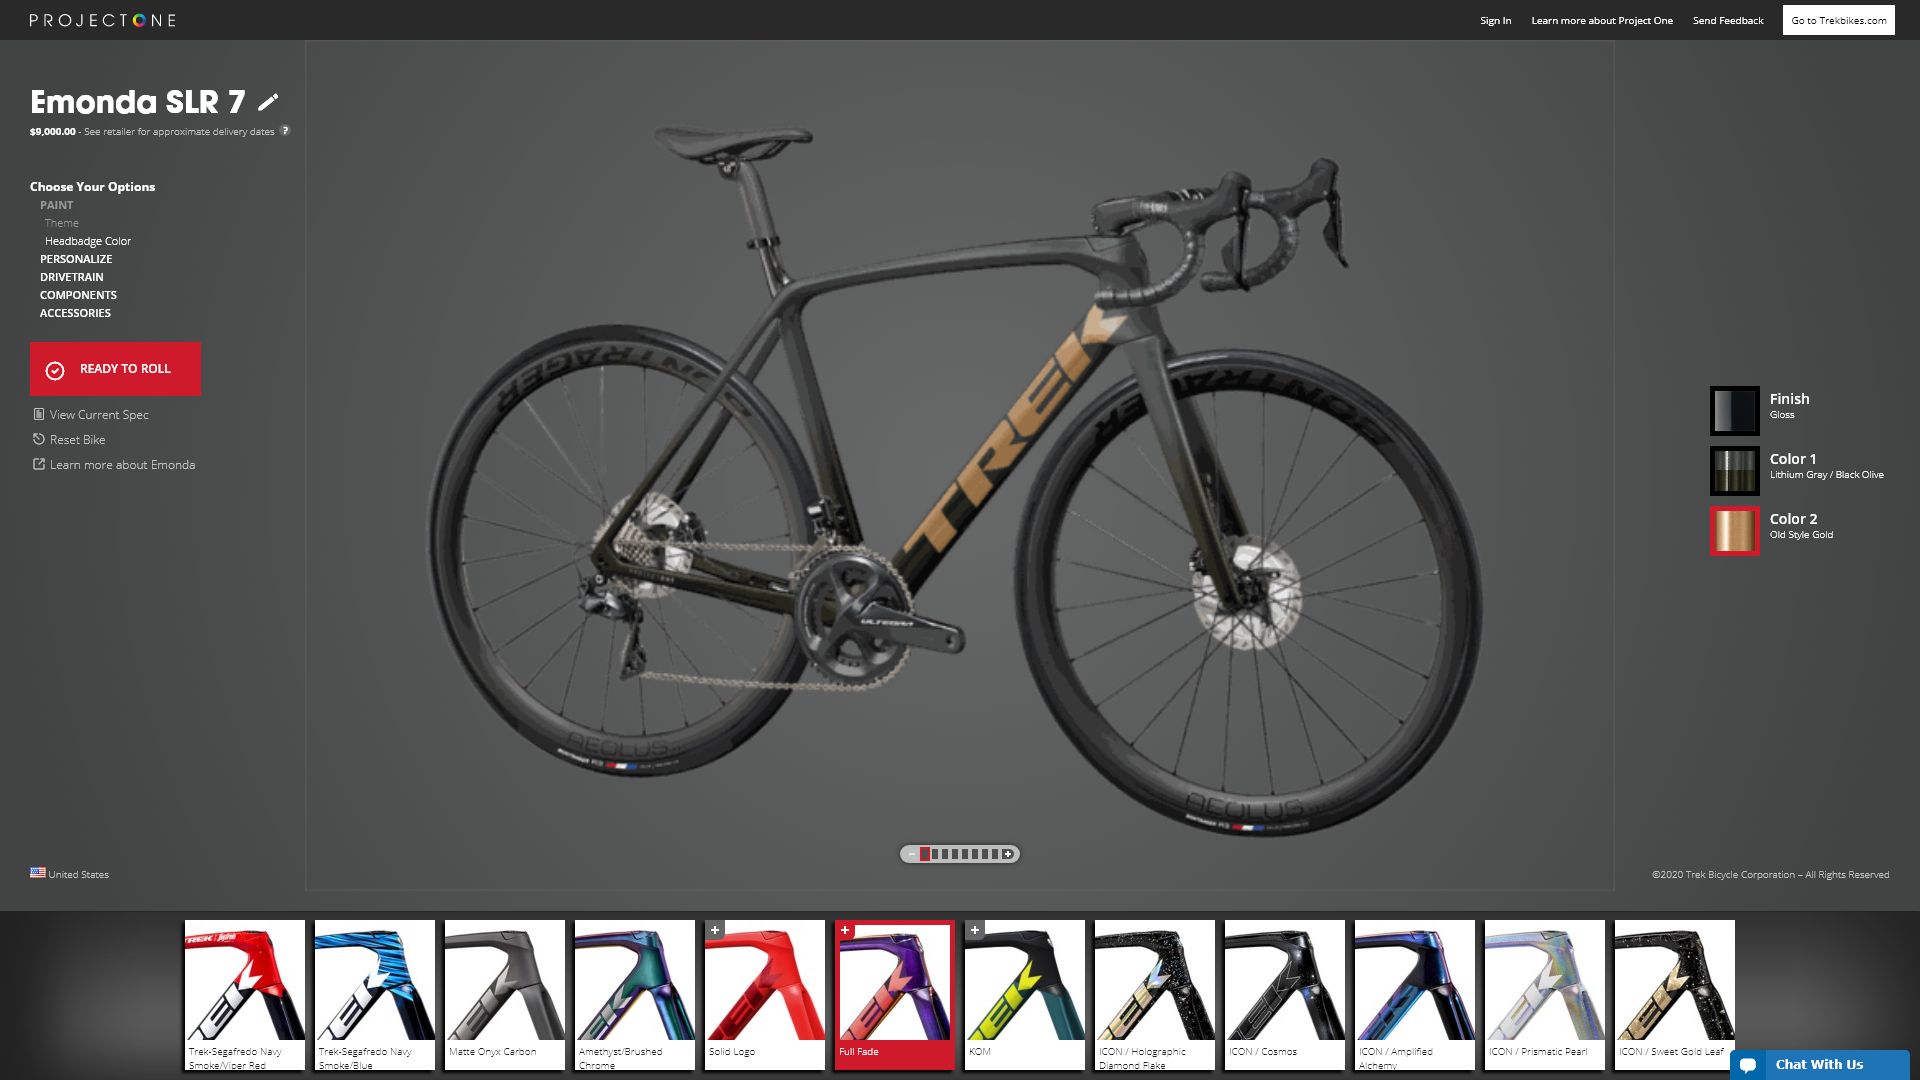 PROJECT ONE
Sign In
Learn more about Project One
Send Feedback
Go to Trekbikes.com
Emonda SLR 7
$9,000.00 - See retailer for approximate delivery dates ?
Choose Your Options
PAINT
Theme
Headbadge Color
PERSONALIZE
DRIVETRAIN
COMPONENTS
ACCESSORIES
READY TO ROLL
View Current Spec
Reset Bike
Learn more about Emonda
BONTRAGER
TREK
BONTRAGER
ULTEGRA
AEOLUS
AEOLUS
Finish
Gloss
Color 1
Lithium Gray / Black Olive
Color 2
Old Style Gold
United States
©2020 Trek Bicycle Corporation – All Rights Reserved
Trek-Segafredo Navy
Smoke/Viper Red
Trek-Segafredo Navy
Smoke/Blue
Matte Onyx Carbon
Amethyst/Brushed
Chrome
Solid Logo
Full Fade
KOM
ICON / Holographic
Diamond Flake
ICON / Cosmos
ICON / Amplified
Alchemy
ICON / Prismatic Pearl
ICON / Sweet Gold Leaf
Chat With Us